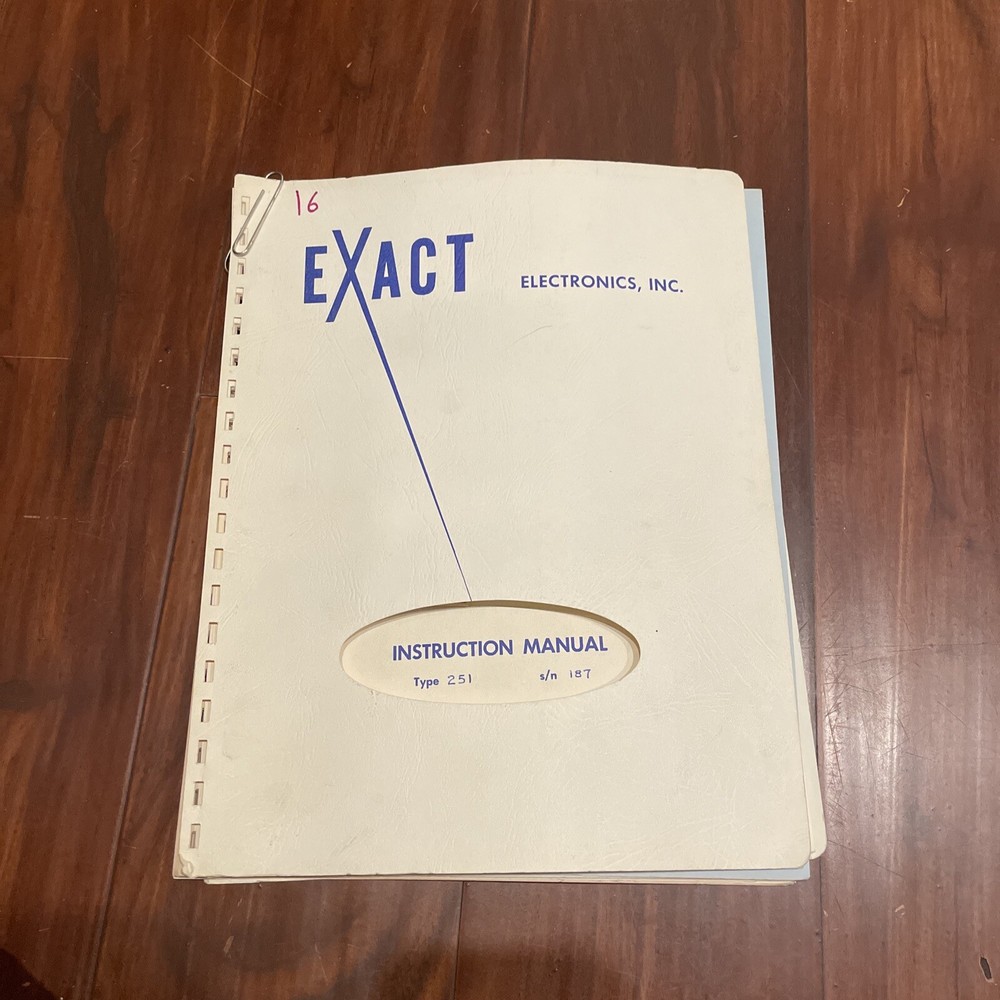 16
EXACT ELECTRONICS, INC.
INSTRUCTION MANUAL
Type 251 s/n 187